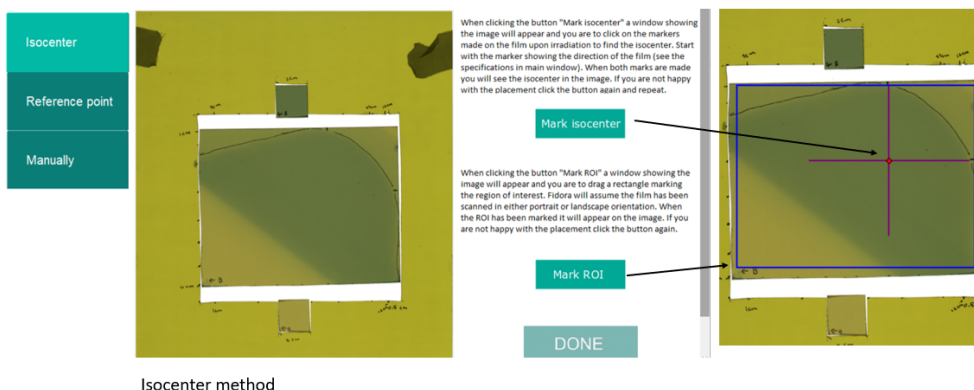 Isocenter
Reference point
Manually
When clicking the button "Mark isocenter" a window showing
the image will appear and you are to click on the markers
made on the film upon irradiation to find the isocenter. Start
with the marker showing the direction of the film (see the
specifications in main window). When both marks are made
you will see the isocenter in the image. If you are not happy
with the placement click the button again and repeat.
Mark isocenter
When clicking the button "Mark ROI" a window showing the
image will appear and you are to drag a rectangle marking
the region of interest. Fidora will assume the film has been
scanned in either portrait or landscape orientation. When
the ROI has been marked it will appear on the image. If you
are not happy with the placement click the button again.
Mark ROI
DONE
← B
Isocenter method